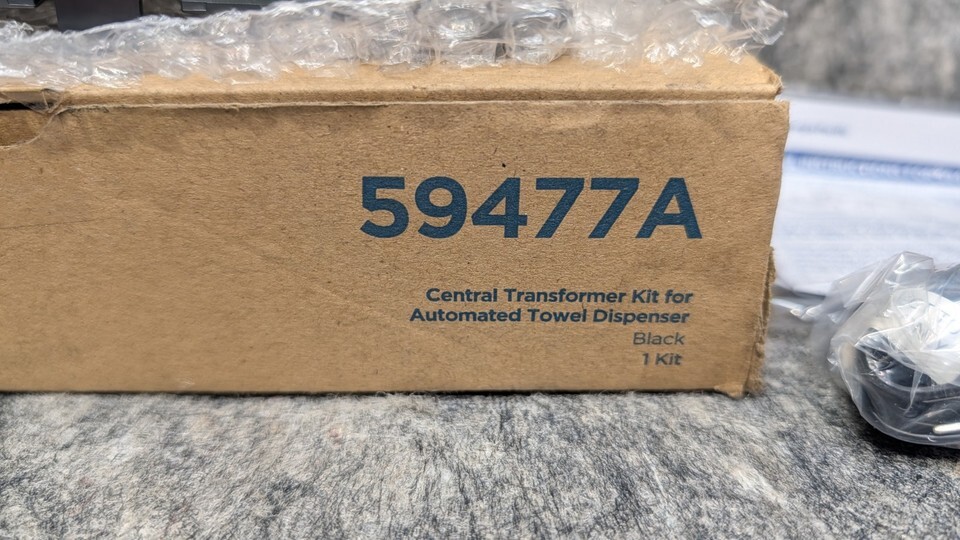 59477A
Central Transformer Kit for
Automated Towel Dispenser
Black
1 Kit